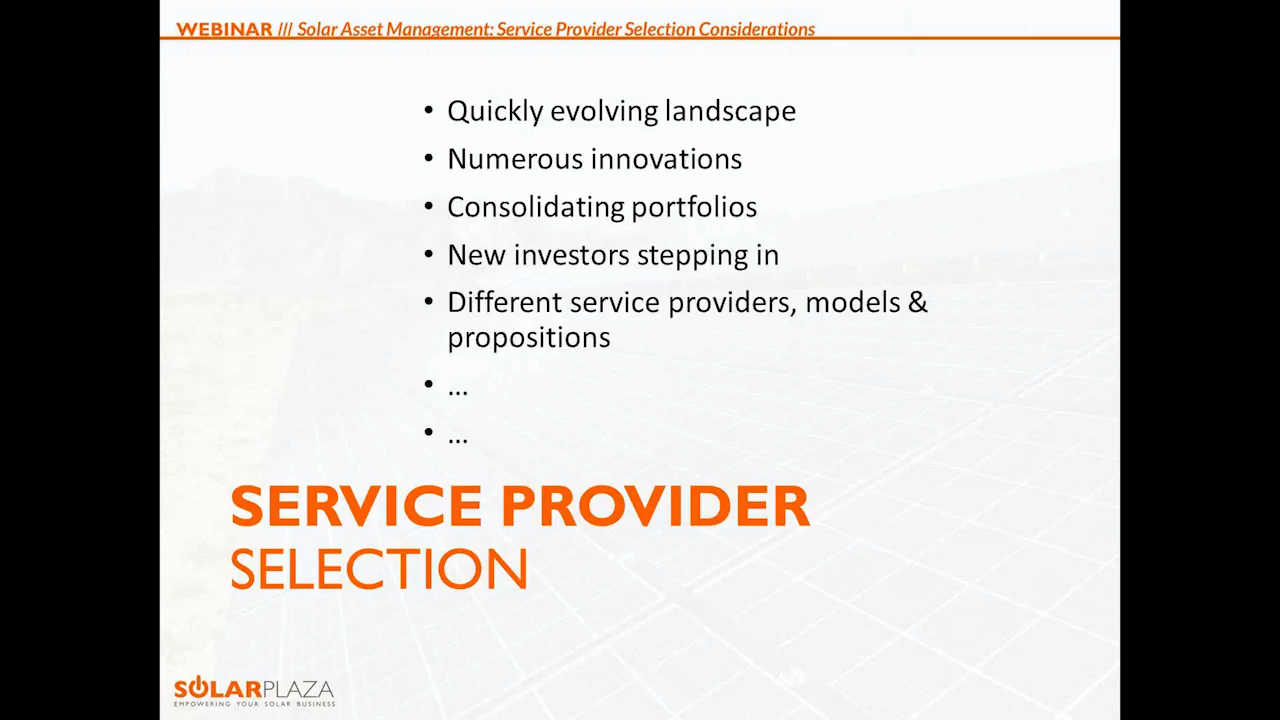 WEBINAR /// Solar Asset Management: Service Provider Selection Considerations
• Quickly evolving landscape
• Numerous innovations
• Consolidating portfolios
• New investors stepping in
• Different service providers, models &
propositions
• ...
• ...
SERVICE PROVIDER
SELECTION
SOLARPLAZA
EMPOWERING YOUR SOLAR BUSINESS